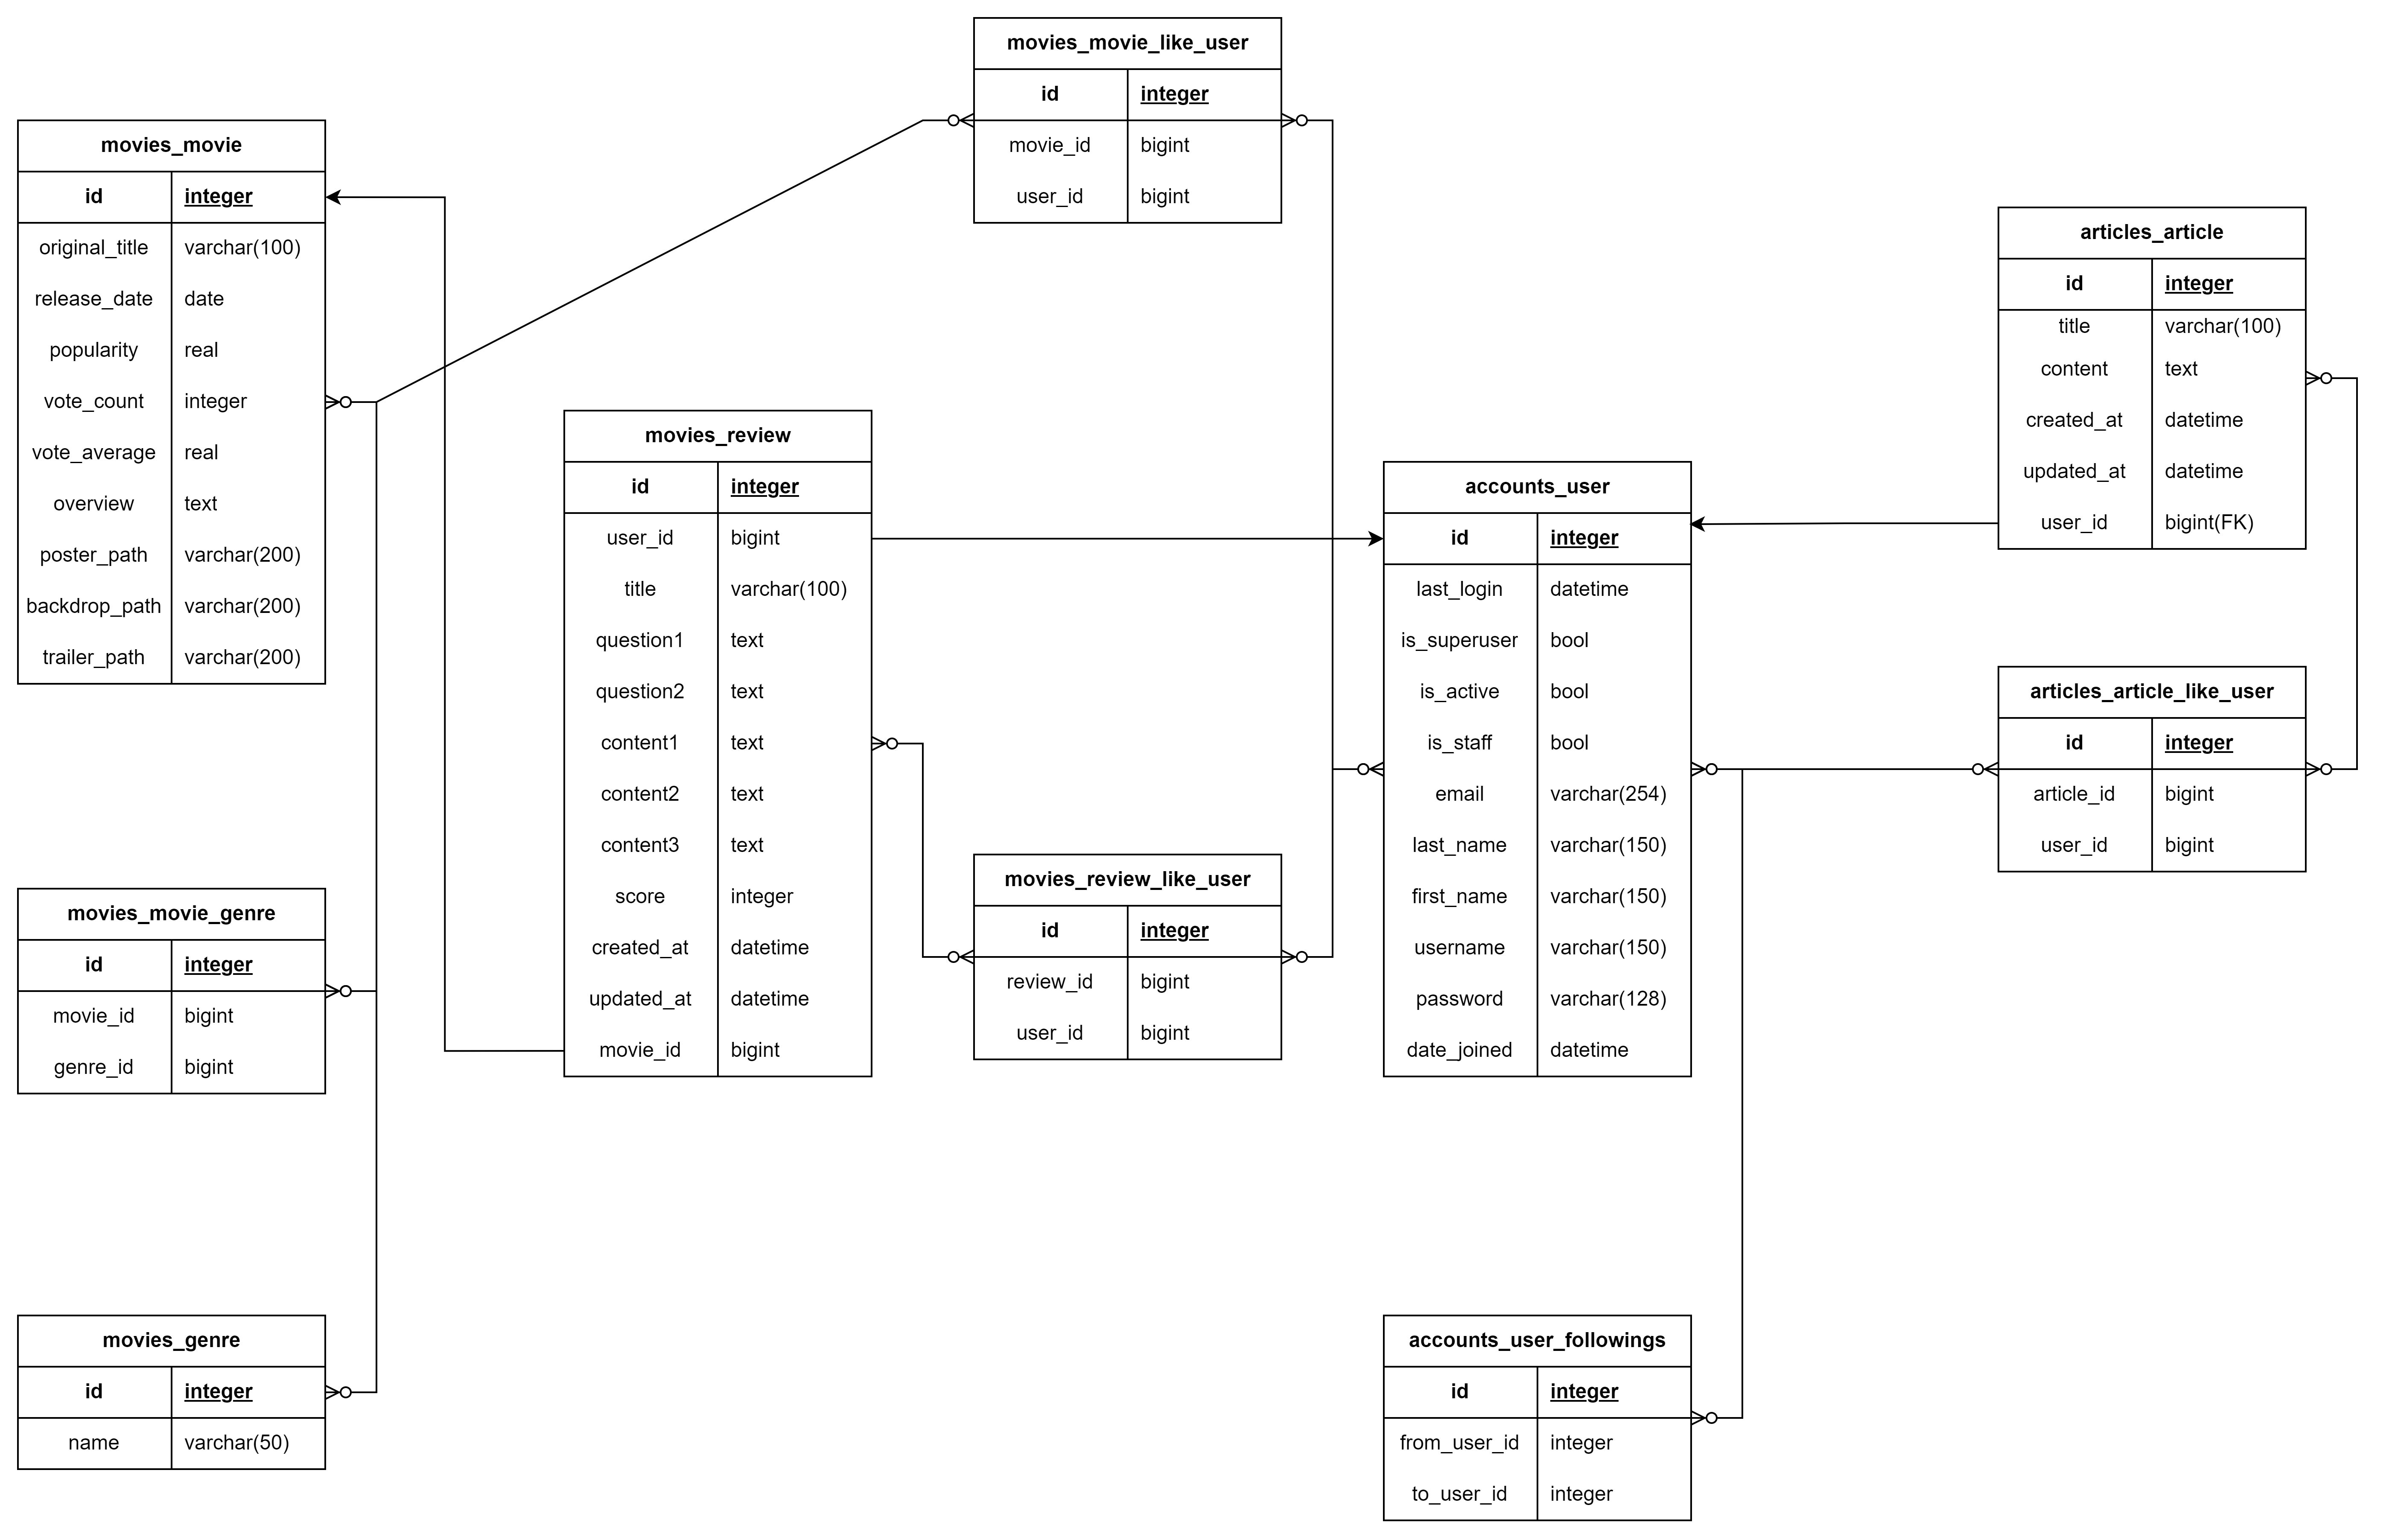 movies_movie_like_user
id integer
movie_id bigint
user_id bigint
movies_movie
id integer
original_title varchar(100)
release_date date
popularity real
vote_count integer
vote_average real
overview text
poster_path varchar(200)
backdrop_path varchar(200)
trailer_path varchar(200)
articles_article
id integer
title varchar(100)
content text
created_at datetime
updated_at datetime
user_id bigint(FK)
movies_review
id integer
user_id bigint
title varchar(100)
question1 text
question2 text
content1 text
content2 text
content3 text
score integer
created_at datetime
updated_at datetime
movie_id bigint
accounts_user
id integer
last_login datetime
is_superuser bool
is_active bool
is_staff bool
email varchar(254)
last_name varchar(150)
first_name varchar(150)
username varchar(150)
password varchar(128)
date_joined datetime
articles_article_like_user
id integer
article_id bigint
user_id bigint
movies_review_like_user
id integer
review_id bigint
user_id bigint
movies_movie_genre
id integer
movie_id bigint
genre_id bigint
movies_genre
id integer
name varchar(50)
accounts_user_followings
id integer
from_user_id integer
to_user_id integer